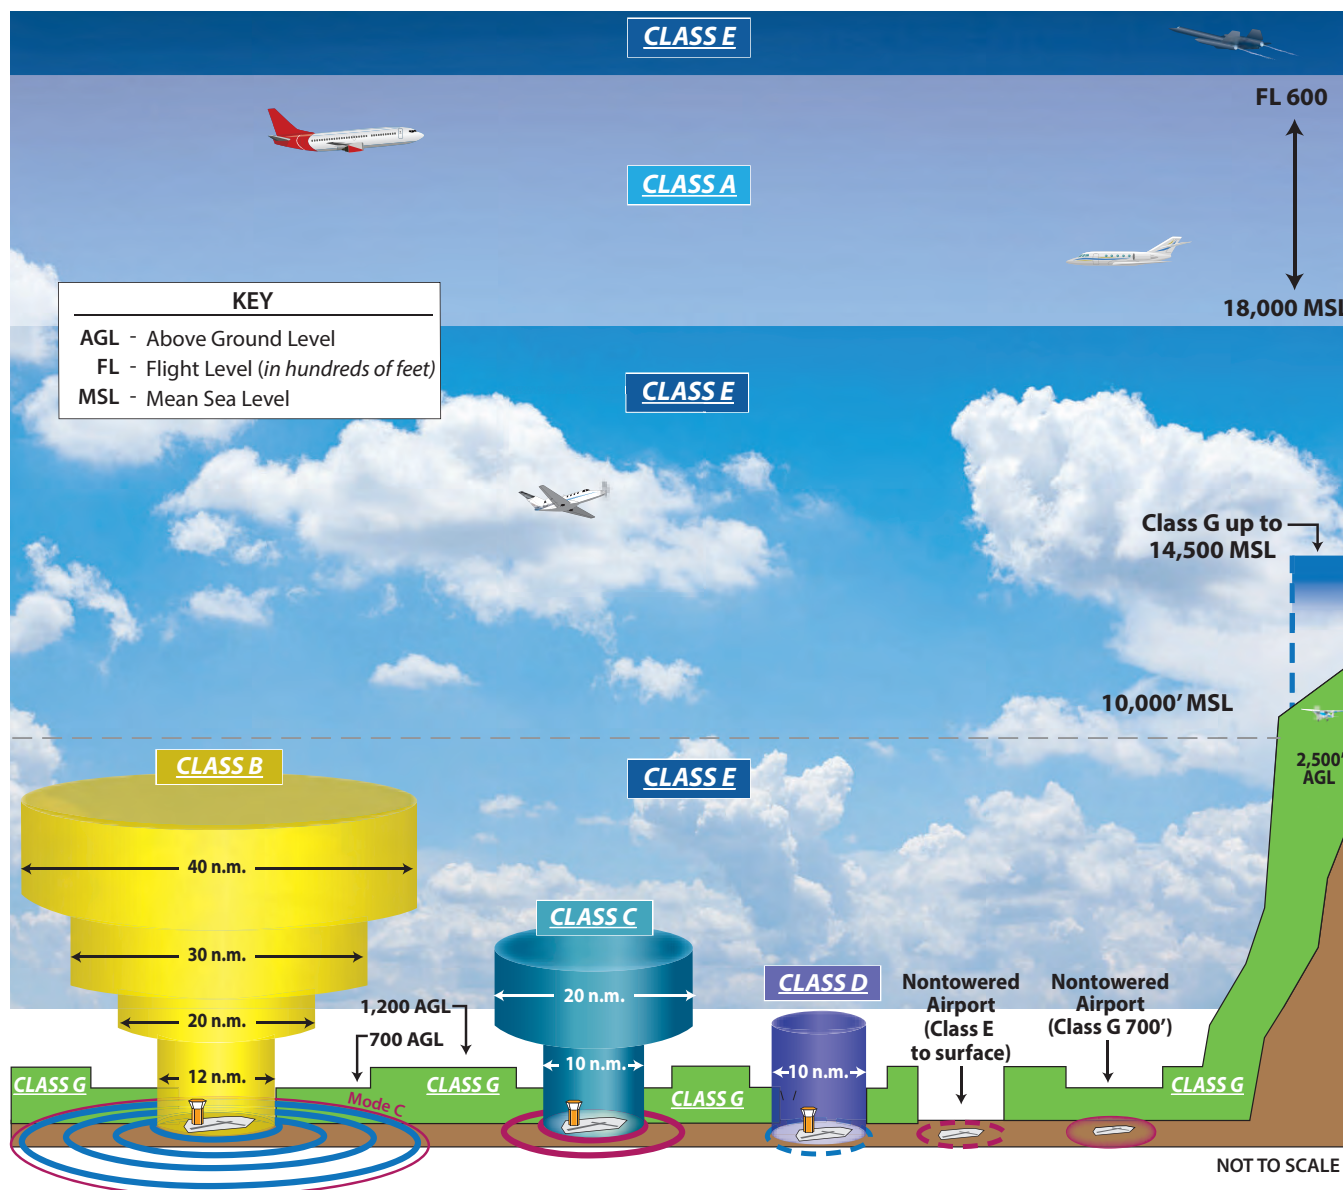 CLASS E
FL 600
CLASS A
18,000 MSL
KEY
AGL - Above Ground Level
FL - Flight Level (in hundreds of feet)
MSL - Mean Sea Level
CLASS E
Class G up to
14,500 MSL
10,000’ MSL
2,500’
AGL
CLASS B
CLASS E
40 n.m.
30 n.m.
20 n.m.
12 n.m.
CLASS C
20 n.m.
10 n.m.
CLASS D
10 n.m.
Nontowered
Airport
(Class E
to surface)
Nontowered
Airport
(Class G 700’)
1,200 AGL
700 AGL
CLASS G
CLASS G
CLASS G
CLASS G
Mode C
NOT TO SCALE